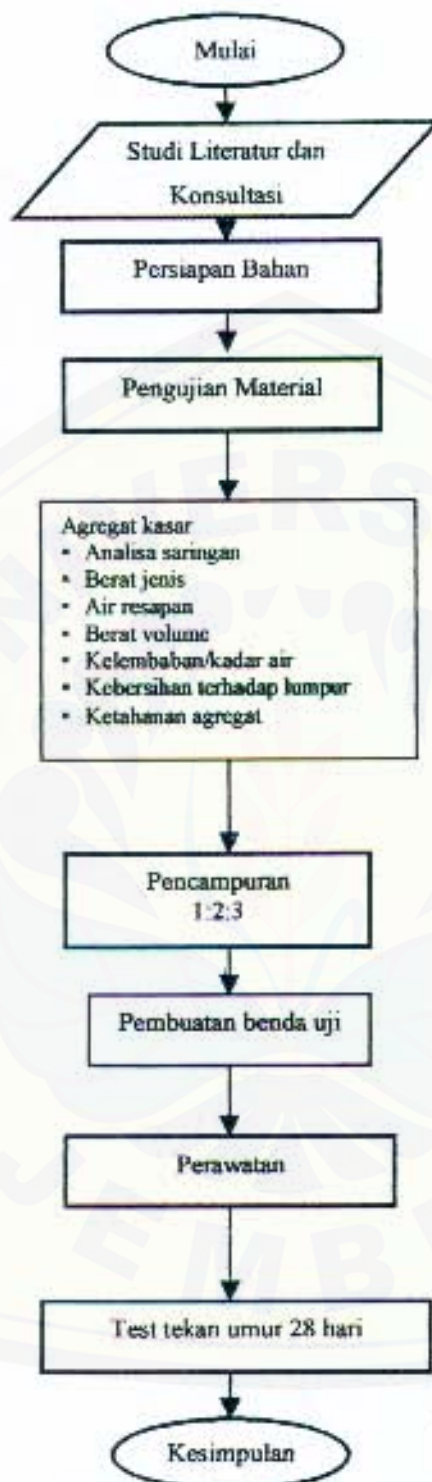 Mulai
Studi Literatur dan
Konsultasi
Persiapan Bahan
Pengujian Material
Agregat kasar
• Analisa saringan
• Berat jenis
• Air resapan
• Berat volume
• Kelembaban/kadar air
• Kebersihan terhadap lumpur
• Ketahanan agregat
Pencampuran
1:2:3
Pembuatan benda uji
Perawatan
Test tekan umur 28 hari
Kesimpulan